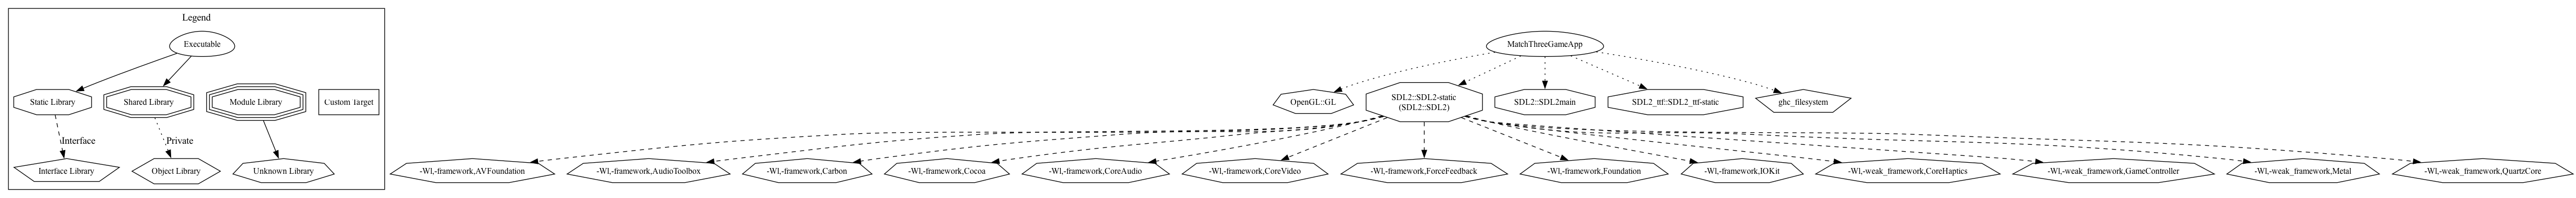 Legend
Executable
Static Library
Shared Library
Module Library
Custom Target
Interface
Private
Interface Library
Object Library
Unknown Library
MatchThreeGameApp
OpenGL::GL
SDL2::SDL2-static
(SDL2::SDL2)
SDL2::SDL2main
SDL2_ttf::SDL2_ttf-static
ghc_filesystem
-Wl,-framework,AVFoundation
-Wl,-framework,AudioToolbox
-Wl,-framework,Carbon
-Wl,-framework,Cocoa
-Wl,-framework,CoreAudio
-Wl,-framework,CoreVideo
-Wl,-framework,ForceFeedback
-Wl,-framework,Foundation
-Wl,-framework,IOKit
-Wl,-weak_framework,CoreHaptics
-Wl,-weak_framework,GameController
-Wl,-weak_framework,Metal
-Wl,-weak_framework,QuartzCore